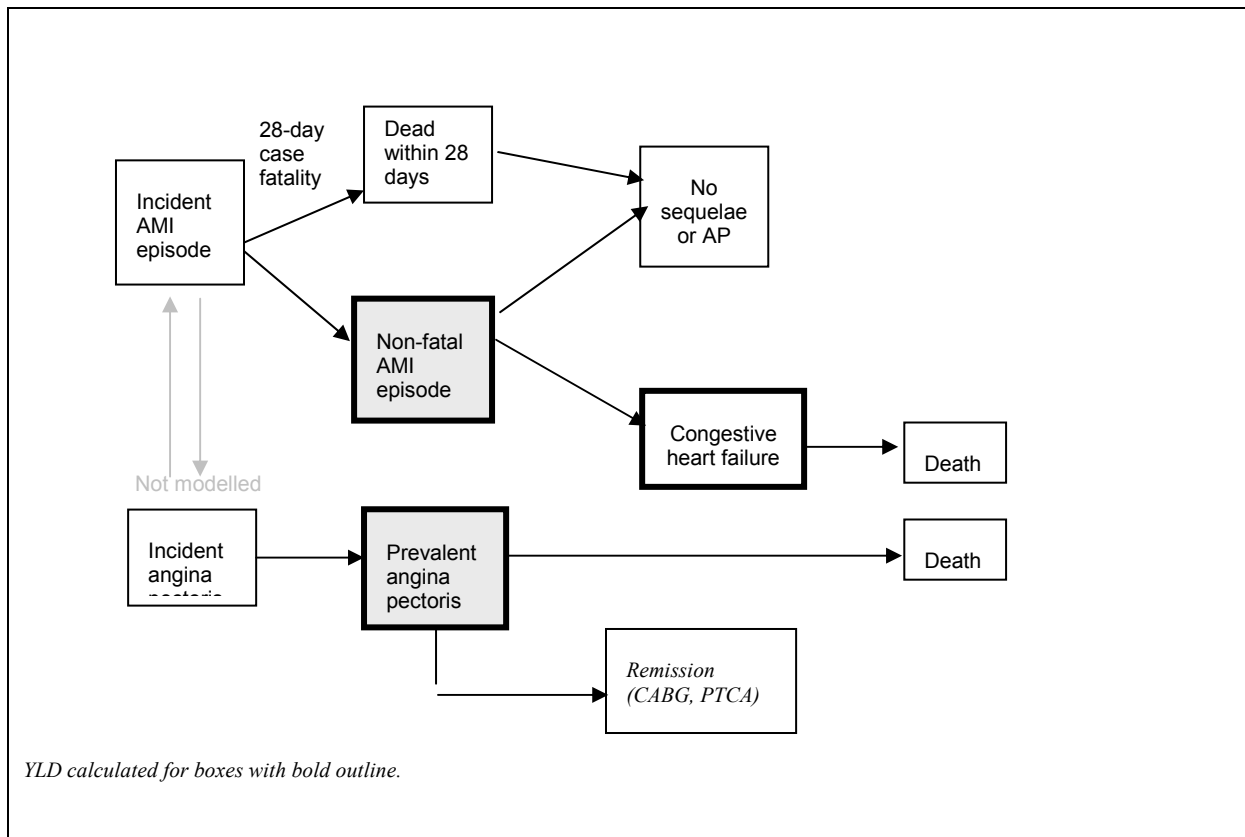 28-day
case
fatality
Dead
within 28
days
Incident
AMI
episode
No
sequelae
or AP
Non-fatal
AMI
episode
Congestive
heart failure
Death
Not modelled
Incident
angina
pectoris
Prevalent
angina
pectoris
Death
Remission
(CABG, PTCA)
YLD calculated for boxes with bold outline.